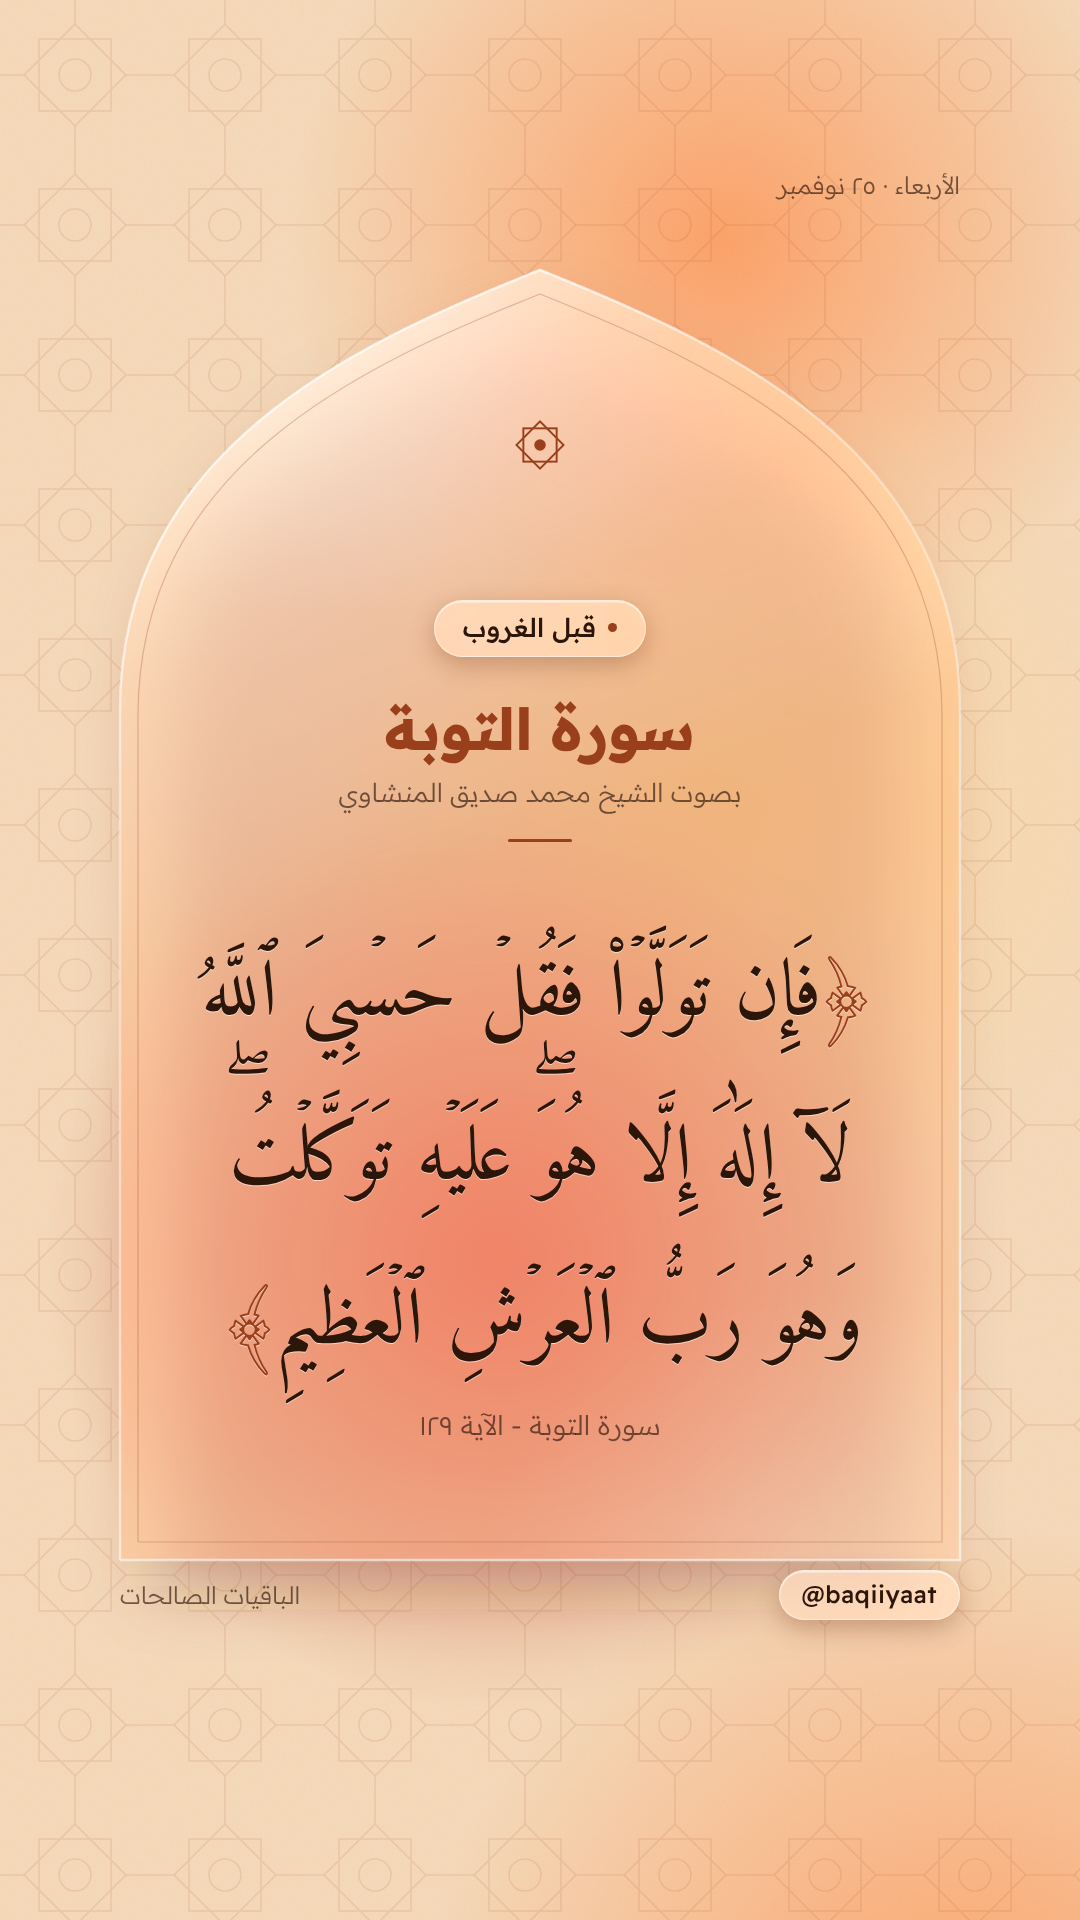 الأربعاء · ٢٥ نوفمبر
قبل الغروب
سورة التوبة
بصوت الشيخ محمد صديق المنشاوي
﴿فَإِن تَوَلَّوۡاْ فَقُلۡ حَسۡبِيَ ٱللَّهُ
لَآ إِلَٰهَ إِلَّا هُوَۖ عَلَيۡهِ تَوَكَّلۡتُۖ
وَهُوَ رَبُّ ٱلۡعَرۡشِ ٱلۡعَظِيمِ﴾
سورة التوبة - الآية ١٢٩
@baqiiyaat
الباقيات الصالحات